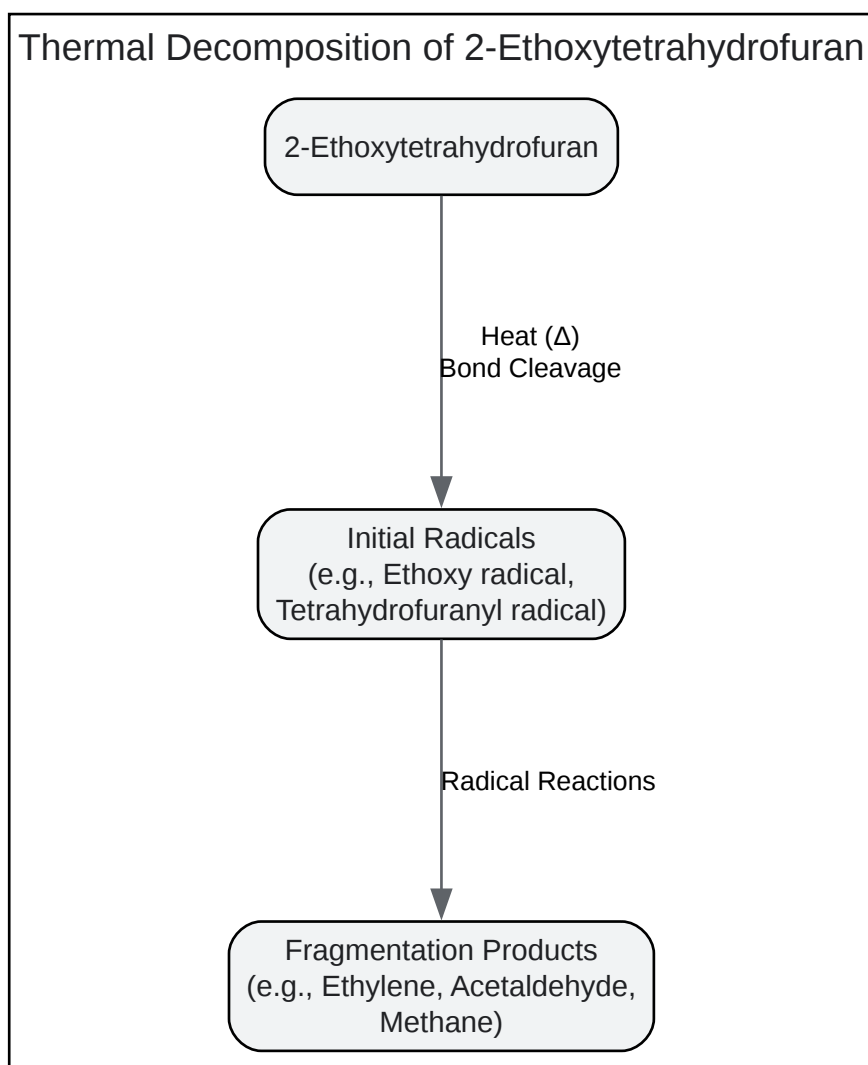 Thermal Decomposition of 2-Ethoxytetrahydrofuran
2-Ethoxytetrahydrofuran
Heat (Δ)
Bond Cleavage
Initial Radicals
(e.g., Ethoxy radical,
Tetrahydrofuranyl radical)
Radical Reactions
Fragmentation Products
(e.g., Ethylene, Acetaldehyde,
Methane)